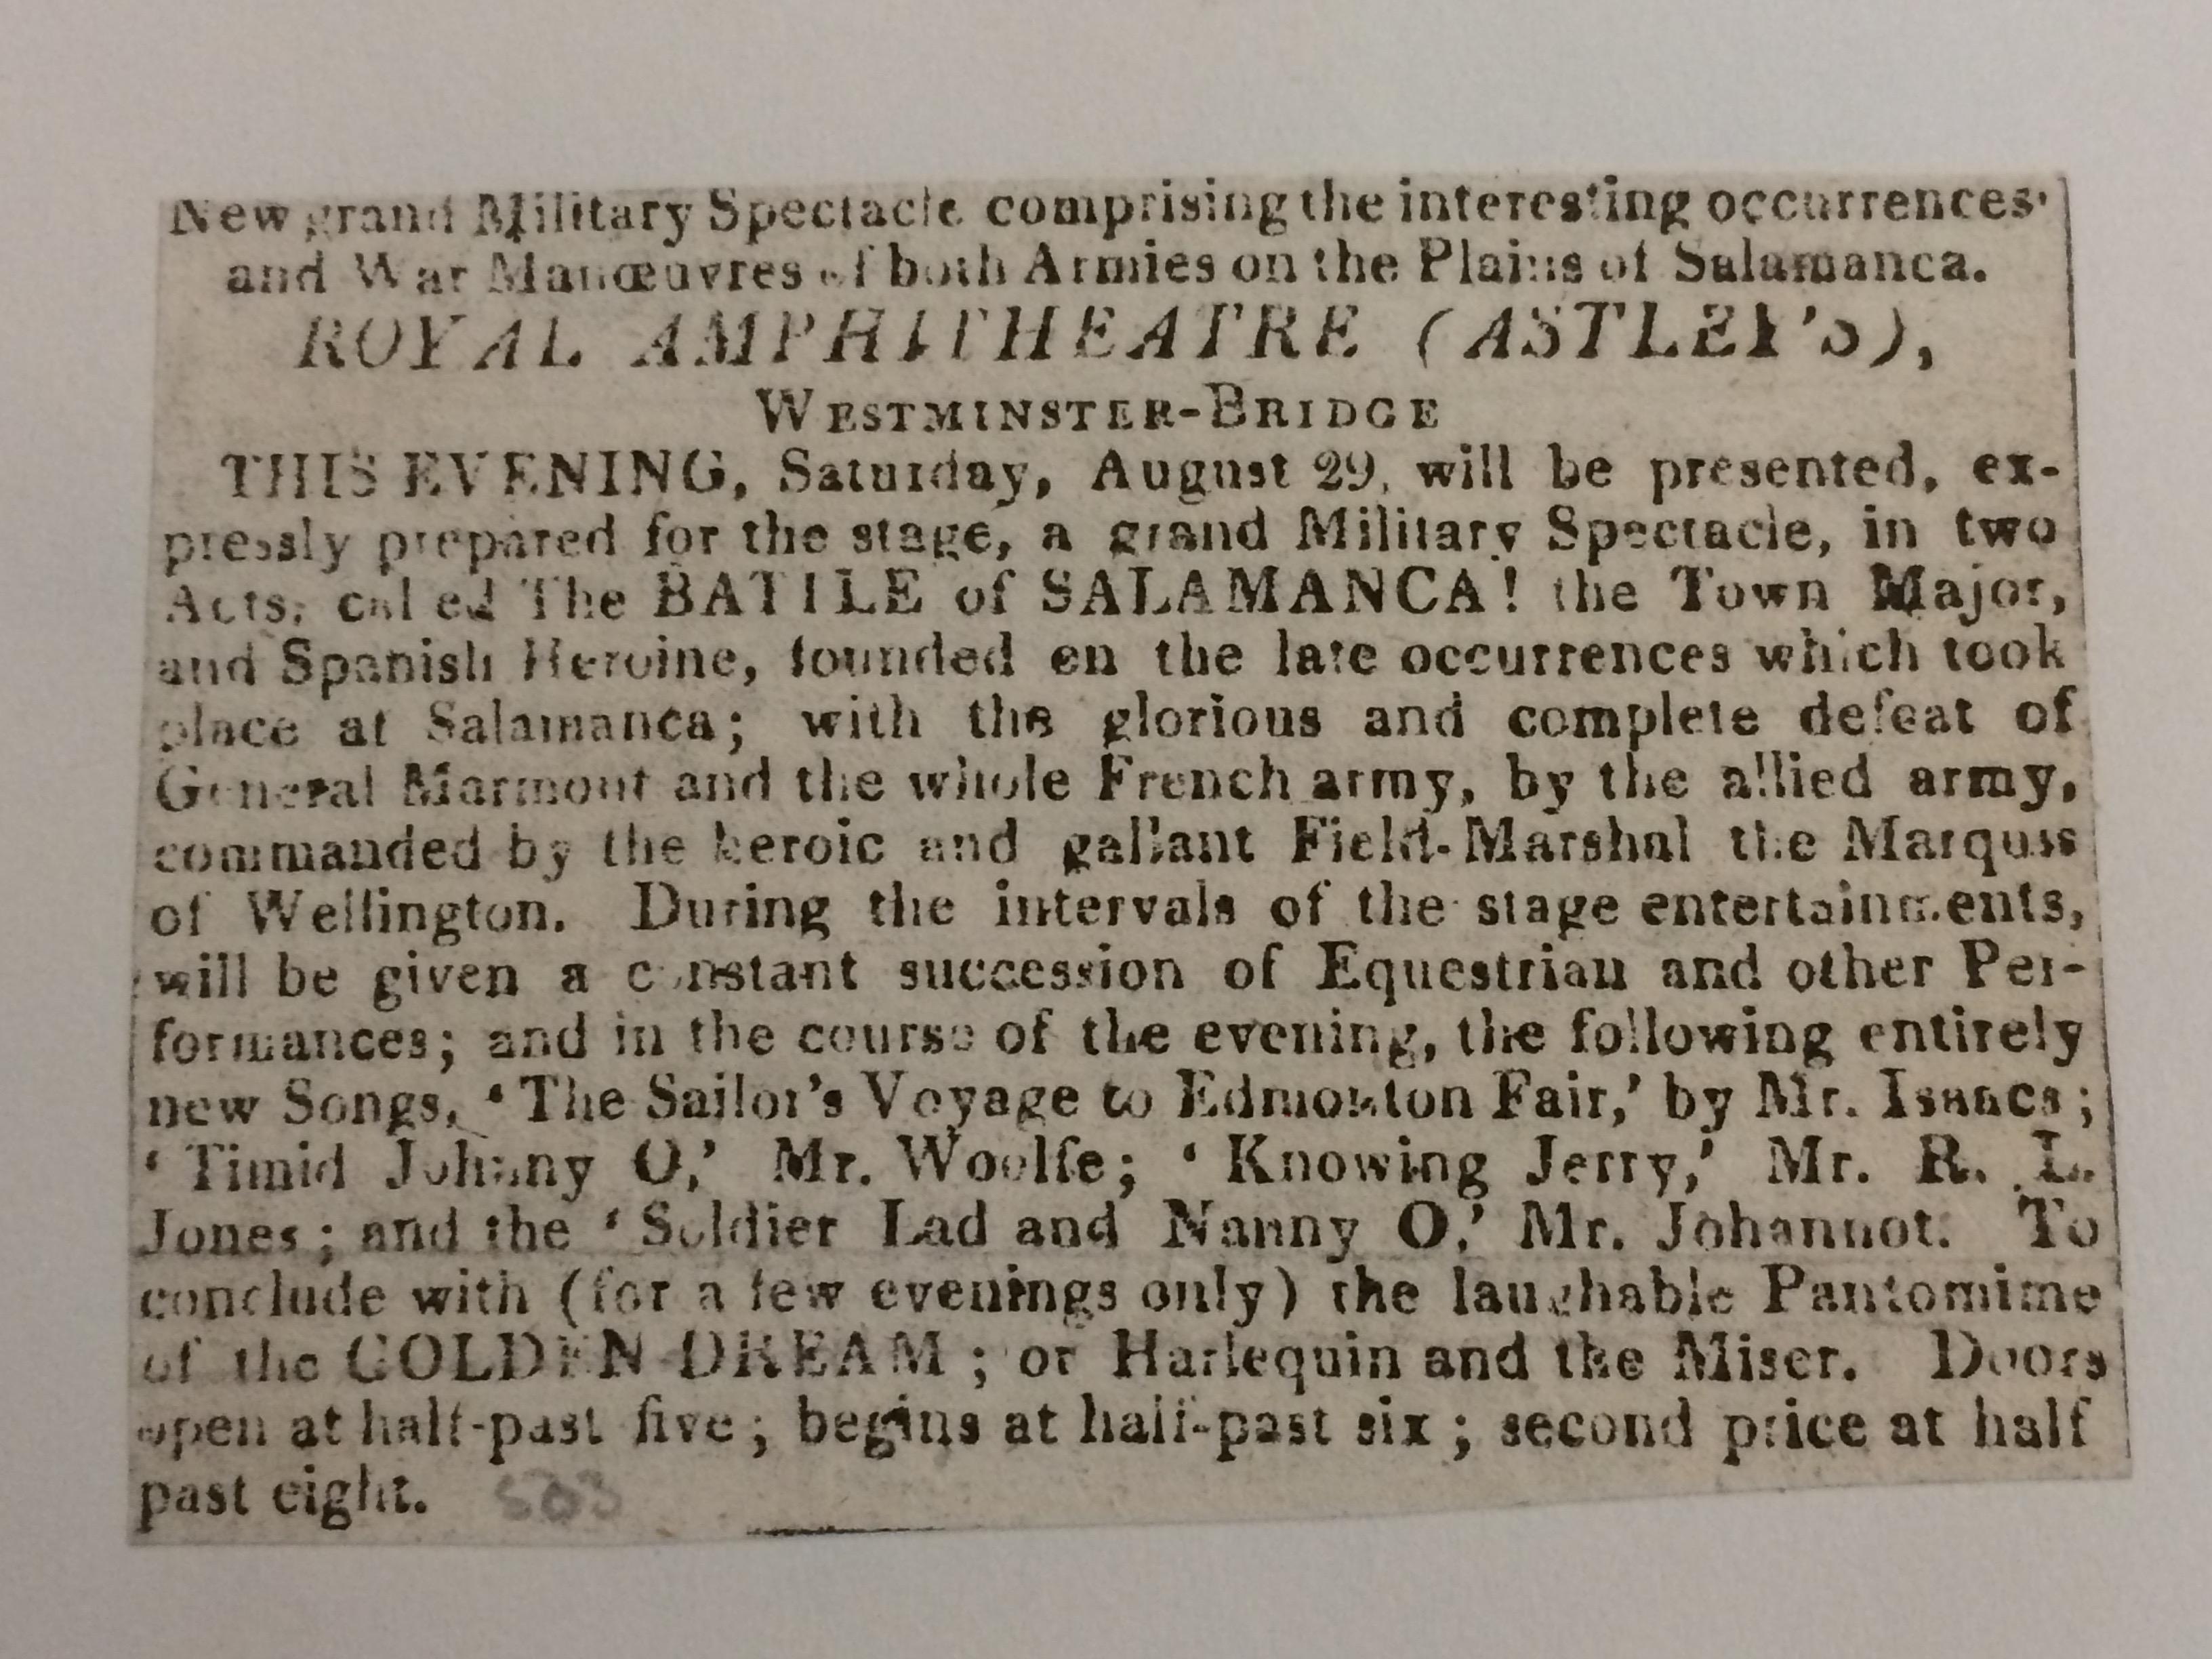 New grand Military Spectacle comprising the interesting occurrences
and War Manœuvres of both Armies on the Plains of Salamanca.
ROYAL AMPHITHEATRE (ASTLEY'S),
WESTMINSTER-BRIDGE
THIS EVENING, Saturday, August 29, will be presented, ex-
pressly prepared for the stage, a grand Military Spectacle, in two
Acts, called The BATTLE of SALAMANCA! the Town Major,
and Spanish Heroine, founded on the late occurrences which took
place at Salamanca; with the glorious and complete defeat of
General Marmont and the whole French army, by the allied army,
commanded by the heroic and gallant Field-Marshal the Marquis
of Wellington. During the intervals of the stage entertainments,
will be given a constant succession of Equestrian and other Per-
formances; and in the course of the evening, the following entirely
new Songs, 'The Sailor's Voyage to Edmonton Fair,' by Mr. Isaacs;
'Timid Johnny O,' Mr. Woolfe; 'Knowing Jerry,' Mr. R. L.
Jones; and the 'Soldier Lad and Nanny O,' Mr. Johannot. To
conclude with (for a few evenings only) the laughable Pantomime
of the GOLDEN DREAM; or Harlequin and the Miser. Doors
open at half-past five; begins at half-past six; second price at half
past eight. 503